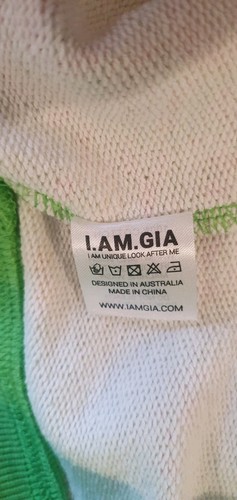 I.AM.GIA
I AM UNIQUE LOOK AFTER ME
DESIGNED IN AUSTRALIA
MADE IN CHINA
WWW.IAMGIA.COM